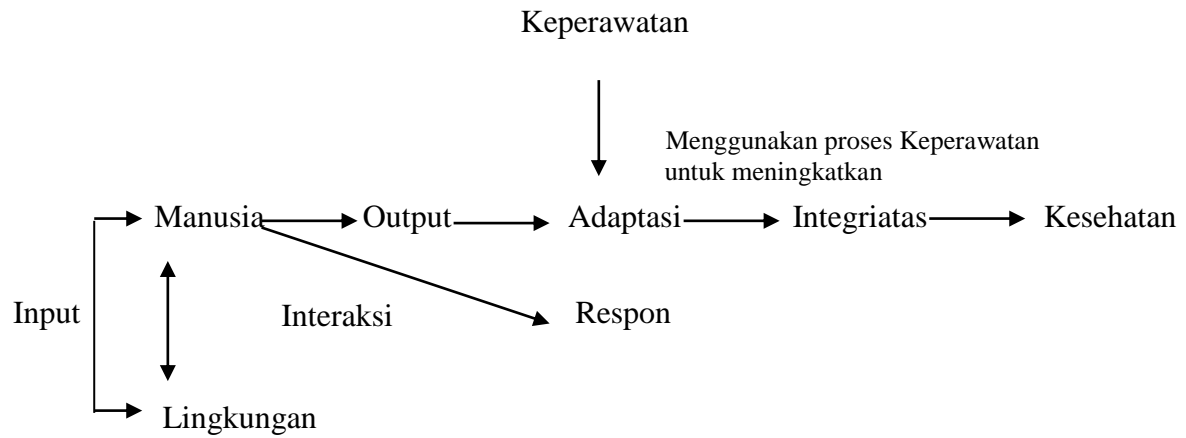 Keperawatan
Menggunakan proses Keperawatan
untuk meningkatkan
Manusia Output Adaptasi Integriatas Kesehatan
Input Interaksi Respon
Lingkungan